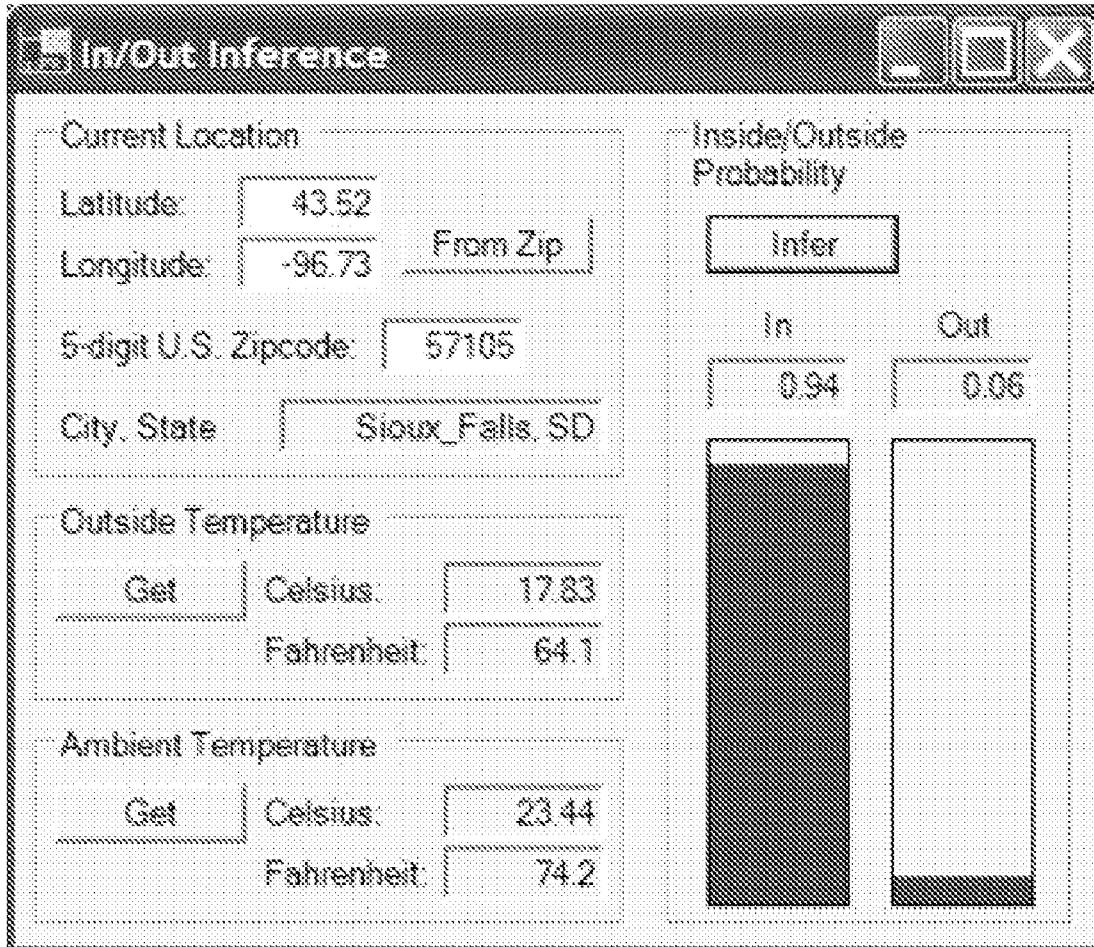 In/Out Inference
Current Location
Latitude: 43.52
Longitude: -96.73
From Zip
5-digit U.S. Zipcode: 57105
City, State Sioux_Falls, SD
Outside Temperature
Get Celsius: 17.83
Fahrenheit: 64.1
Ambient Temperature
Get Celsius: 23.44
Fahrenheit: 74.2
Inside/Outside
Probability
Infer
In Out
0.94 0.06